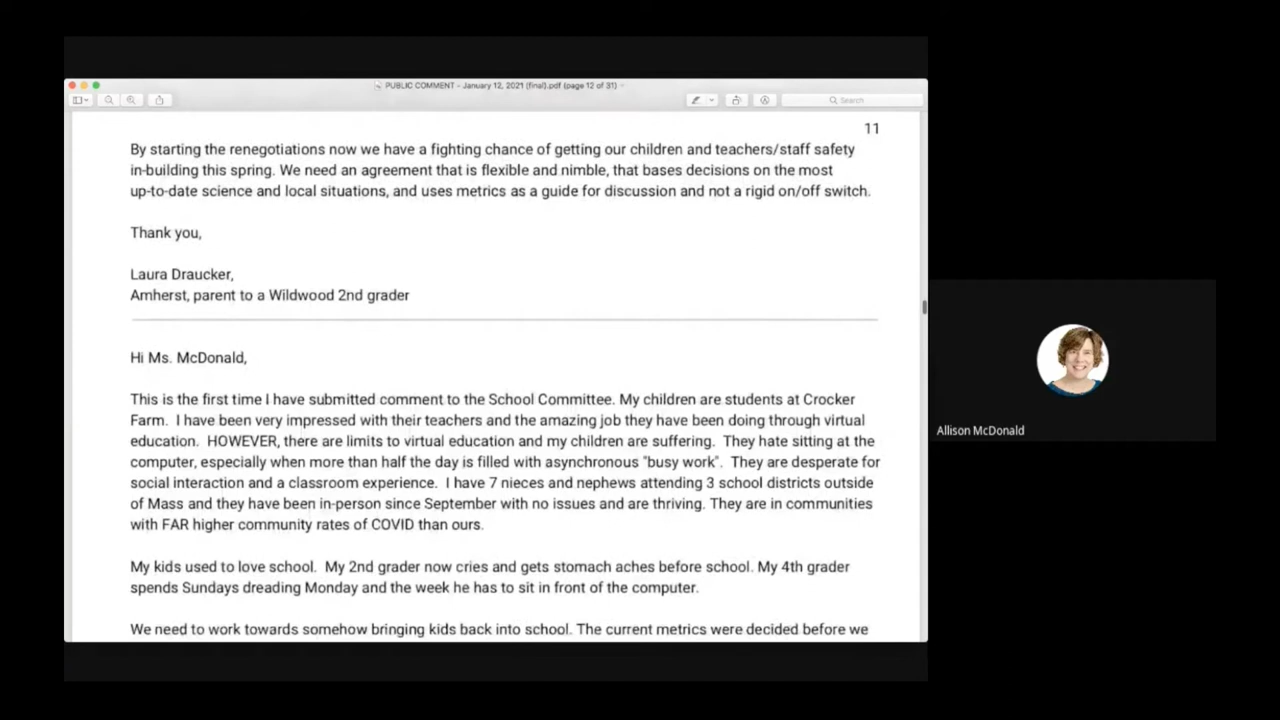 PUBLIC COMMENT - January 12, 2021 (final).pdf (page 12 of 31)
Search
11
By starting the renegotiations now we have a fighting chance of getting our children and teachers/staff safety
in-building this spring. We need an agreement that is flexible and nimble, that bases decisions on the most
up-to-date science and local situations, and uses metrics as a guide for discussion and not a rigid on/off switch.
Thank you,
Laura Draucker,
Amherst, parent to a Wildwood 2nd grader
Hi Ms. McDonald,
This is the first time I have submitted comment to the School Committee. My children are students at Crocker
Farm.  I have been very impressed with their teachers and the amazing job they have been doing through virtual
education.  HOWEVER, there are limits to virtual education and my children are suffering.  They hate sitting at the
computer, especially when more than half the day is filled with asynchronous "busy work".  They are desperate for
social interaction and a classroom experience.  I have 7 nieces and nephews attending 3 school districts outside
of Mass and they have been in-person since September with no issues and are thriving. They are in communities
with FAR higher community rates of COVID than ours.
My kids used to love school.  My 2nd grader now cries and gets stomach aches before school. My 4th grader
spends Sundays dreading Monday and the week he has to sit in front of the computer.
We need to work towards somehow bringing kids back into school. The current metrics were decided before we
Allison McDonald